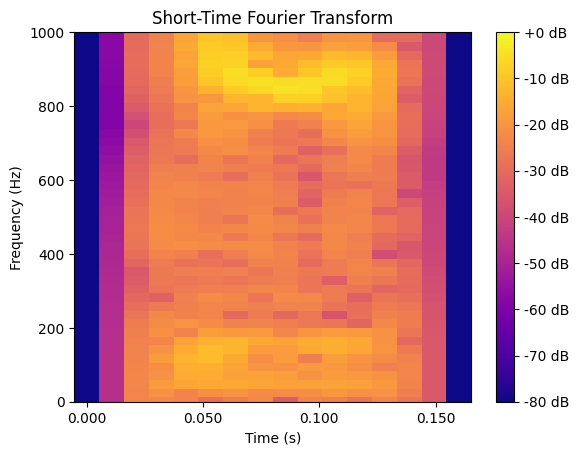 Short-Time Fourier Transform
1000
800
600
400
200
0
Frequency (Hz)
0.000
0.050
0.100
0.150
Time (s)
+0 dB
-10 dB
-20 dB
-30 dB
-40 dB
-50 dB
-60 dB
-70 dB
-80 dB